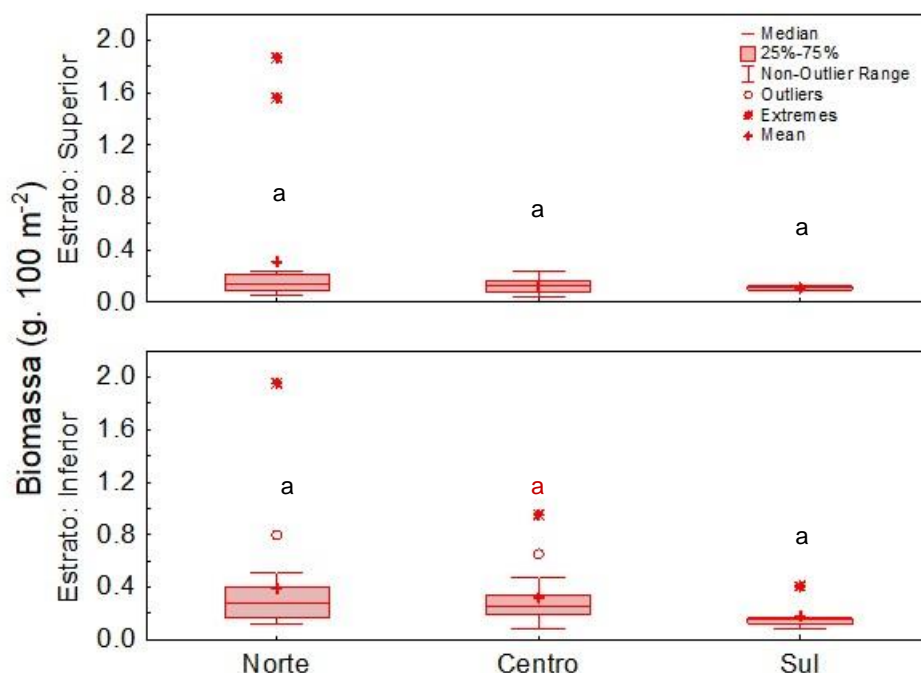 Biomassa (g. 100 m-2)
Estrato: Superior
2.0
1.6
1.2
0.8
0.4
0.0
Median
25%-75%
Non-Outlier Range
Outliers
Extremes
Mean
a
a
a
Estrato: Inferior
2.0
1.6
1.2
0.8
0.4
0.0
a
a
a
Norte Centro Sul